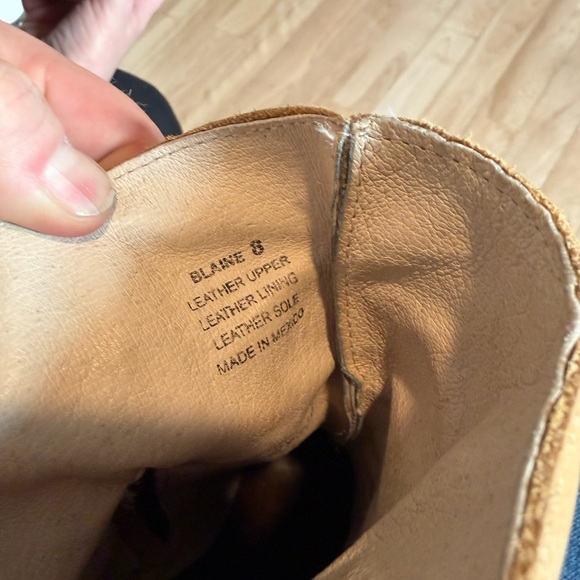 BLAINE 8
LEATHER UPPER
LEATHER LINING
LEATHER SOLE
MADE IN MEXICO